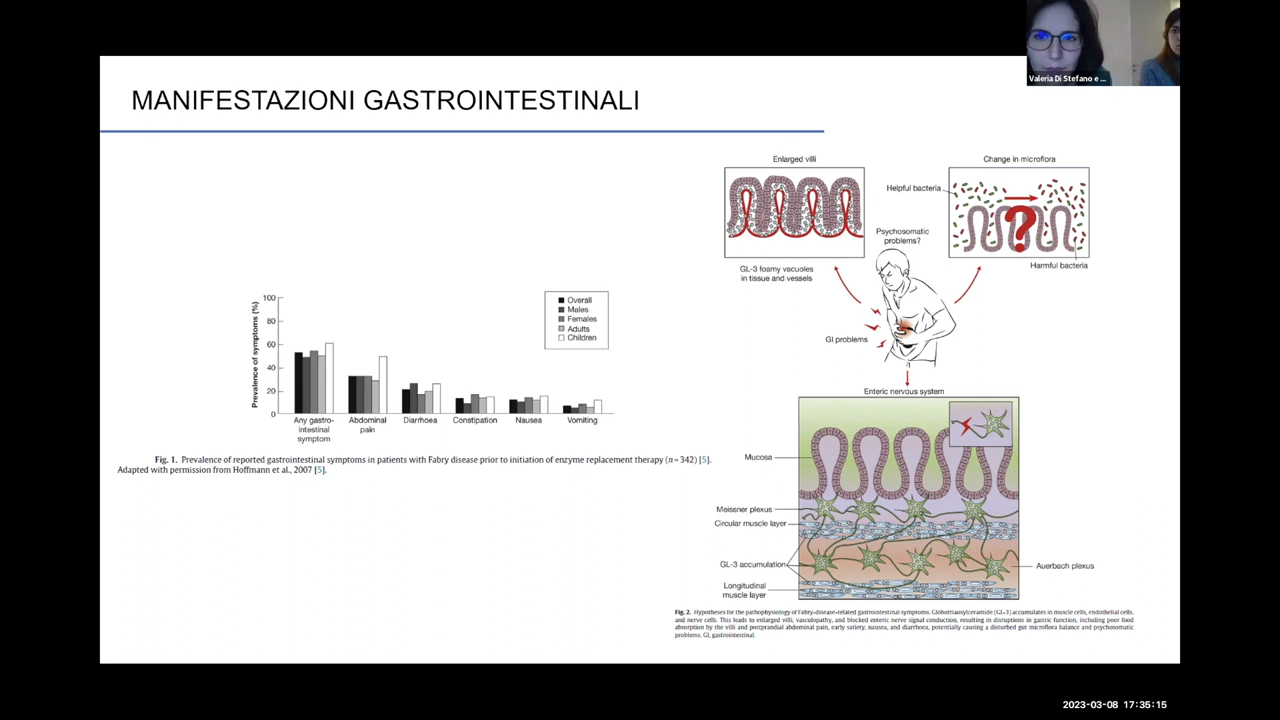 Valeria Di Stefano e ...
MANIFESTAZIONI GASTROINTESTINALI
Prevalence of symptoms (%)
100
80
60
40
20
0
Overall
Males
Females
Adults
Children
Any gastro-
intestinal
symptom
Abdominal
pain
Diarrhoea
Constipation
Nausea
Vomiting
Fig. 1. Prevalence of reported gastrointestinal symptoms in patients with Fabry disease prior to initiation of enzyme replacement therapy (n = 342) [5].
Adapted with permission from Hoffmann et al., 2007 [5].
Enlarged villi
Change in microflora
Helpful bacteria
Psychosomatic
problems?
?
GL-3 foamy vacuoles
in tissue and vessels
Harmful bacteria
GI problems
Enteric nervous system
Mucosa
Meissner plexus
Circular muscle layer
GL-3 accumulation
Auerbach plexus
Longitudinal
muscle layer
Fig. 2. Hypotheses for the pathophysiology of Fabry-disease-related gastrointestinal symptoms. Globotriaosylceramide (GL-3) accumulates in muscle cells, endothelial cells,
and nerve cells. This leads to enlarged villi, vasculopathy, and blocked enteric nerve signal conduction, resulting in disruptions in gastric function, including poor food
absorption by the villi and postprandial abdominal pain, early satiety, nausea, and diarrhoea, potentially causing a disturbed gut microflora balance and psychosomatic
problems. GI, gastrointestinal.
2023-03-08 17:35:15